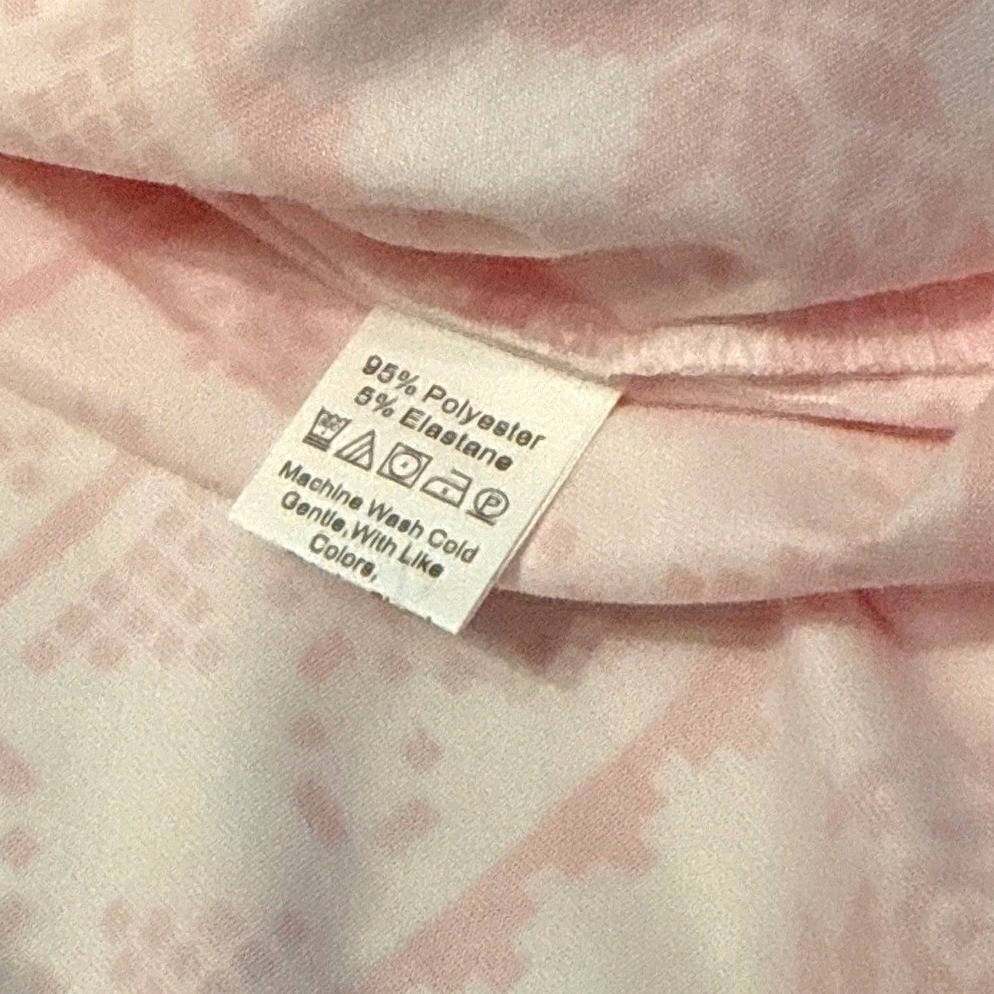 95% Polyester
5% Elastane
Machine Wash Cold
Gentle,With Like
Colors,